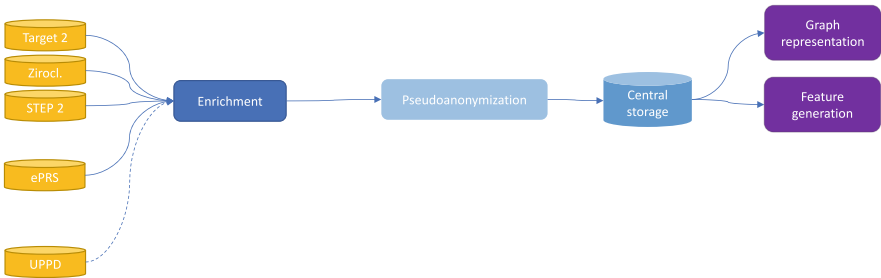 Target 2
Zirocl.
STEP 2
ePRS
UPPD
Enrichment
Pseudoanonymization
Central
storage
Graph
representation
Feature
generation